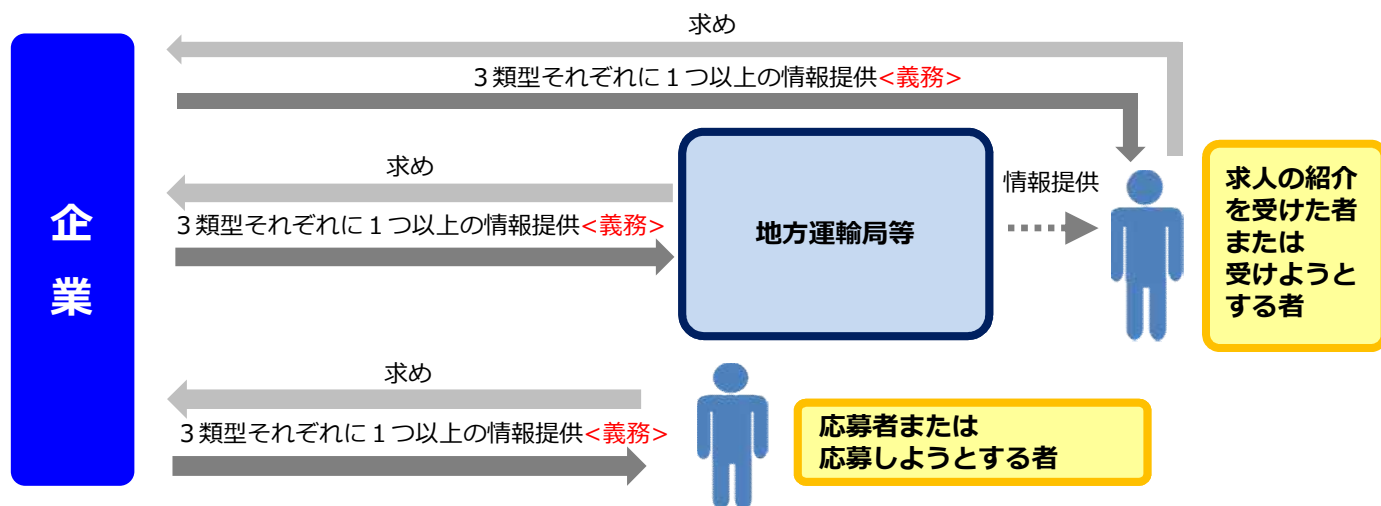 企
業
求め
３類型それぞれに１つ以上の情報提供<義務>
求め
３類型それぞれに１つ以上の情報提供<義務>
地方運輸局等
情報提供
求人の紹介
を受けた者
または
受けようと
する者
求め
３類型それぞれに１つ以上の情報提供<義務>
応募者または
応募しようとする者